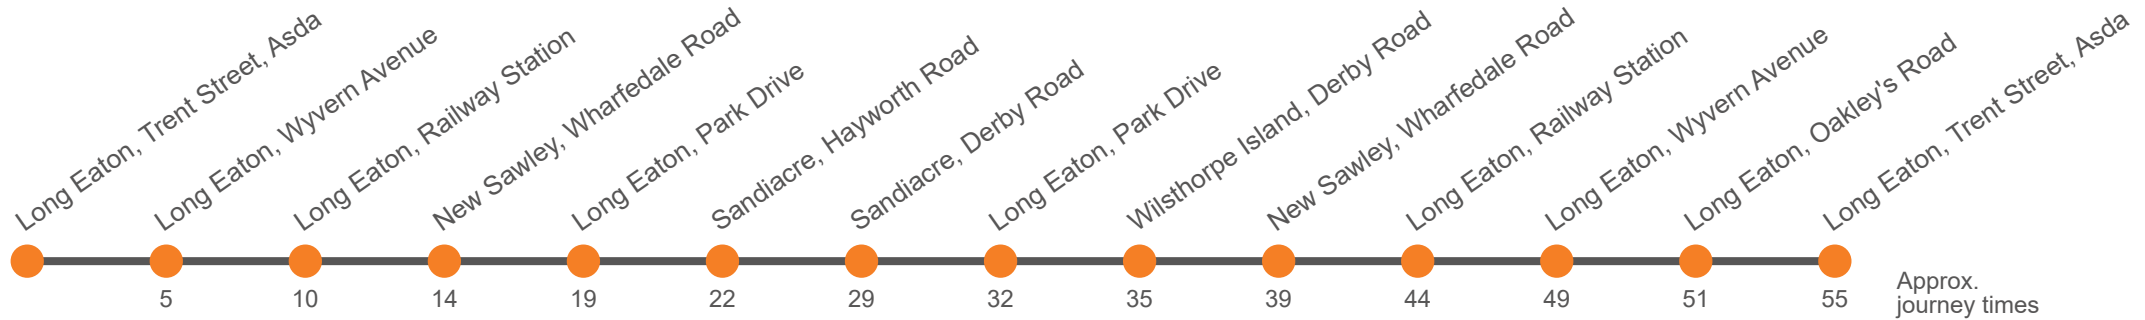 Long Eaton, Trent Street, Asda
Long Eaton, Wyvern Avenue
Long Eaton, Railway Station
New Sawley, Wharfedale Road
Long Eaton, Park Drive
Sandiacre, Hayworth Road
Sandiacre, Derby Road
Long Eaton, Park Drive
Wilsthorpe Island, Derby Road
New Sawley, Wharfedale Road
Long Eaton, Railway Station
Long Eaton, Wyvern Avenue
Long Eaton, Oakley's Road
Long Eaton, Trent Street, Asda
5 10 14 19 22 29 32 35 39 44 49 51 55
Approx.
journey times